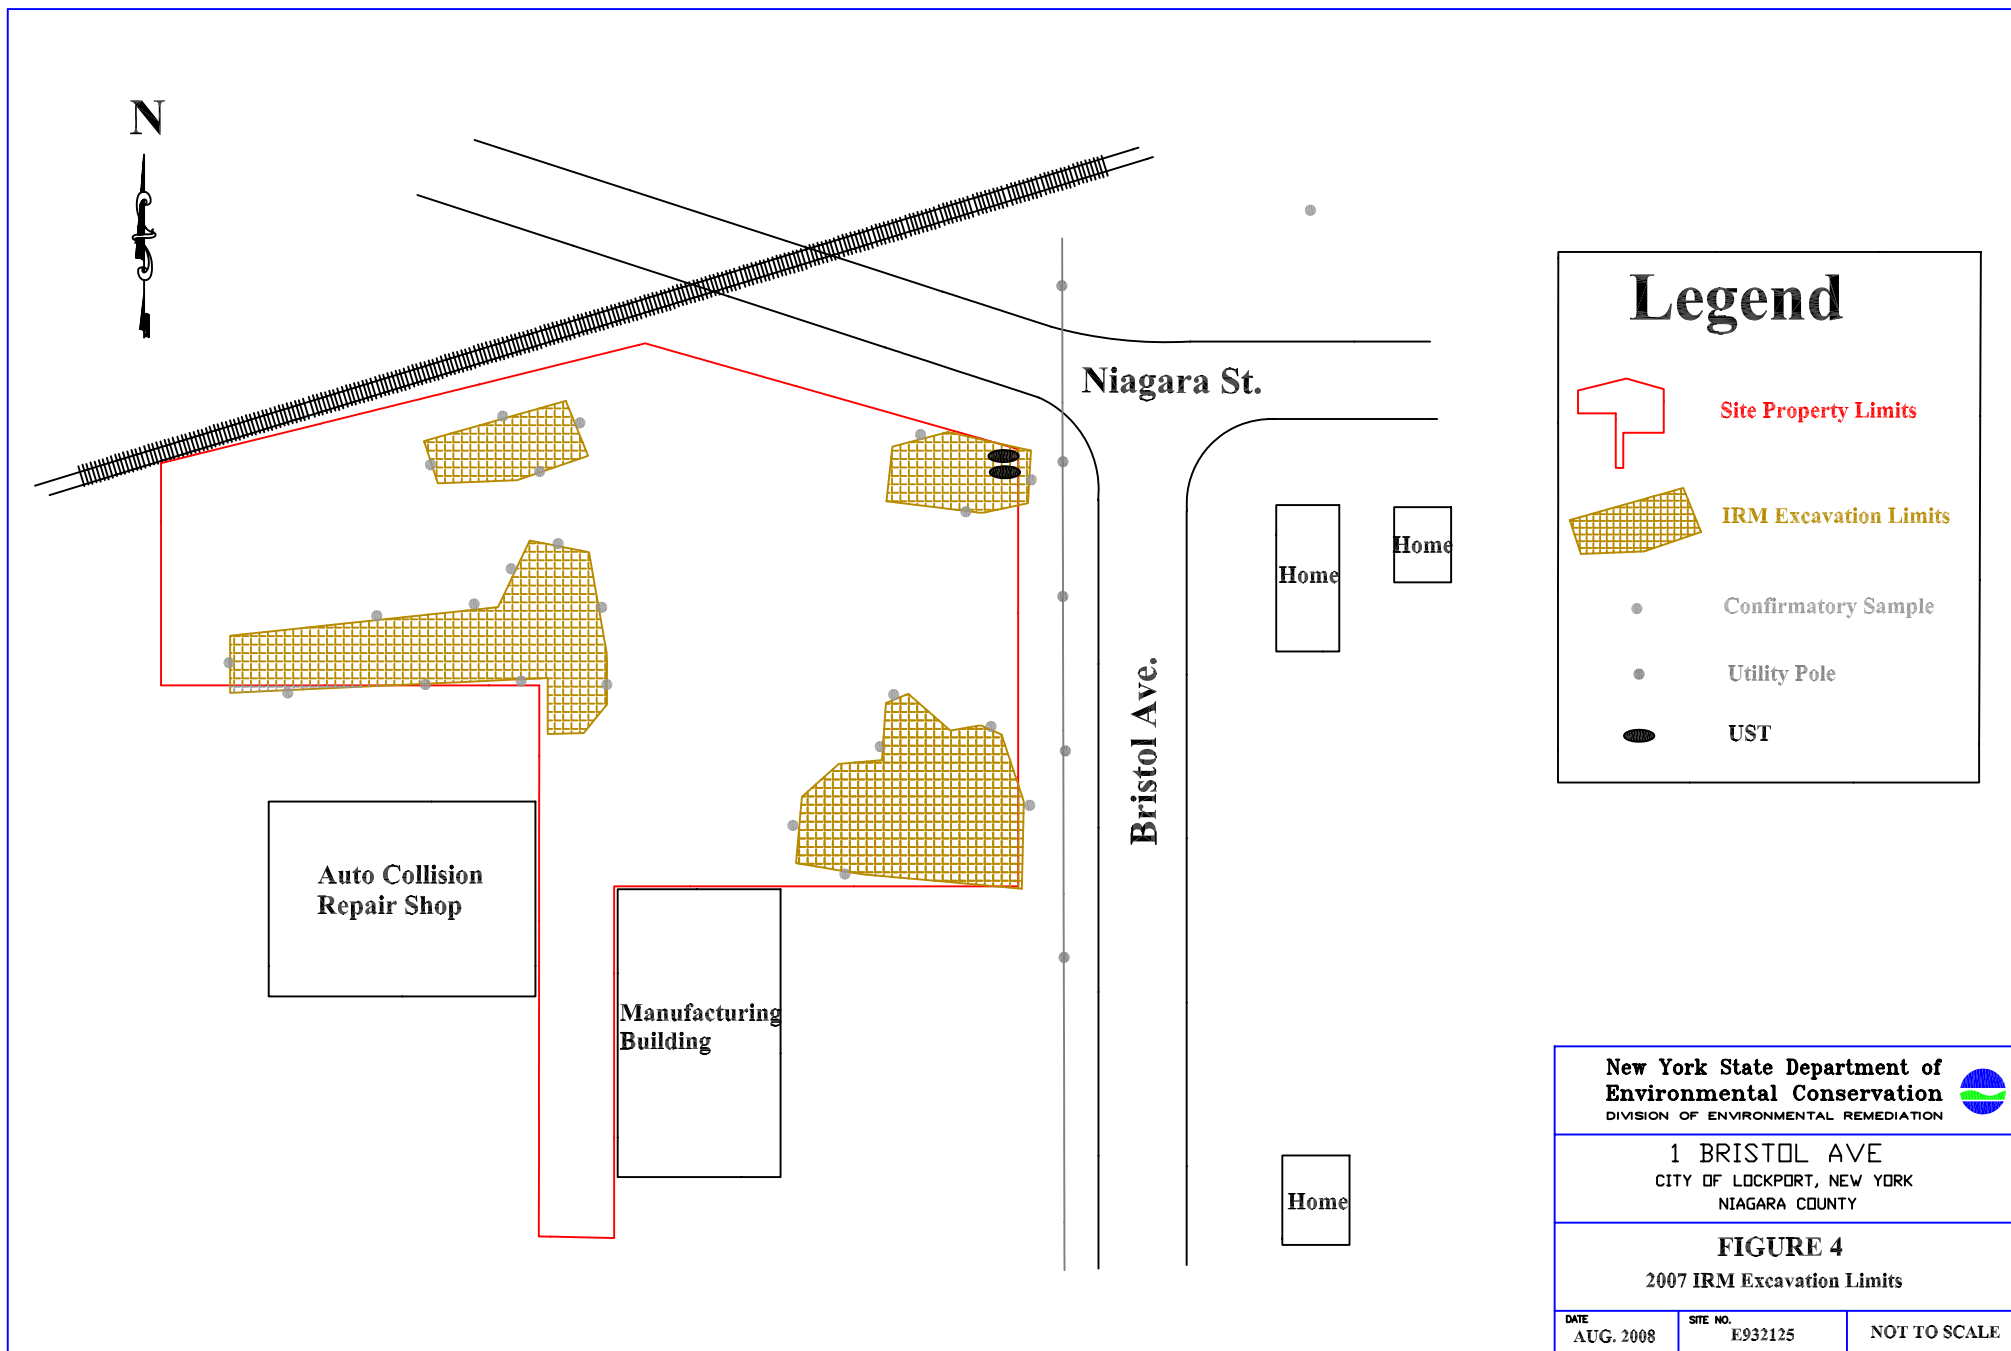 N
Niagara St.
Bristol Ave.
Home
Home
Auto Collision
Repair Shop
Manufacturing
Building
Home
Legend
Site Property Limits
IRM Excavation Limits
Confirmatory Sample
Utility Pole
UST
New York State Department of
Environmental Conservation
DIVISION OF ENVIRONMENTAL REMEDIATION
1 BRISTOL AVE
CITY OF LOCKPORT, NEW YORK
NIAGARA COUNTY
FIGURE 4
2007 IRM Excavation Limits
DATE
AUG. 2008
SITE NO.
E932125
NOT TO SCALE